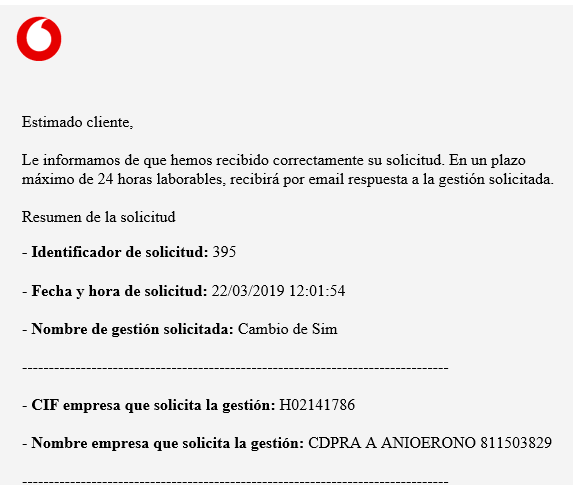 Estimado cliente,
Le informamos de que hemos recibido correctamente su solicitud. En un plazo
máximo de 24 horas laborables, recibirá por email respuesta a la gestión solicitada.
Resumen de la solicitud
- Identificador de solicitud: 395
- Fecha y hora de solicitud: 22/03/2019 12:01:54
- Nombre de gestión solicitada: Cambio de Sim
--------------------------------------------------------------------------------
- CIF empresa que solicita la gestión: H02141786
- Nombre empresa que solicita la gestión: CDPRA A ANIOERONO 811503829
--------------------------------------------------------------------------------